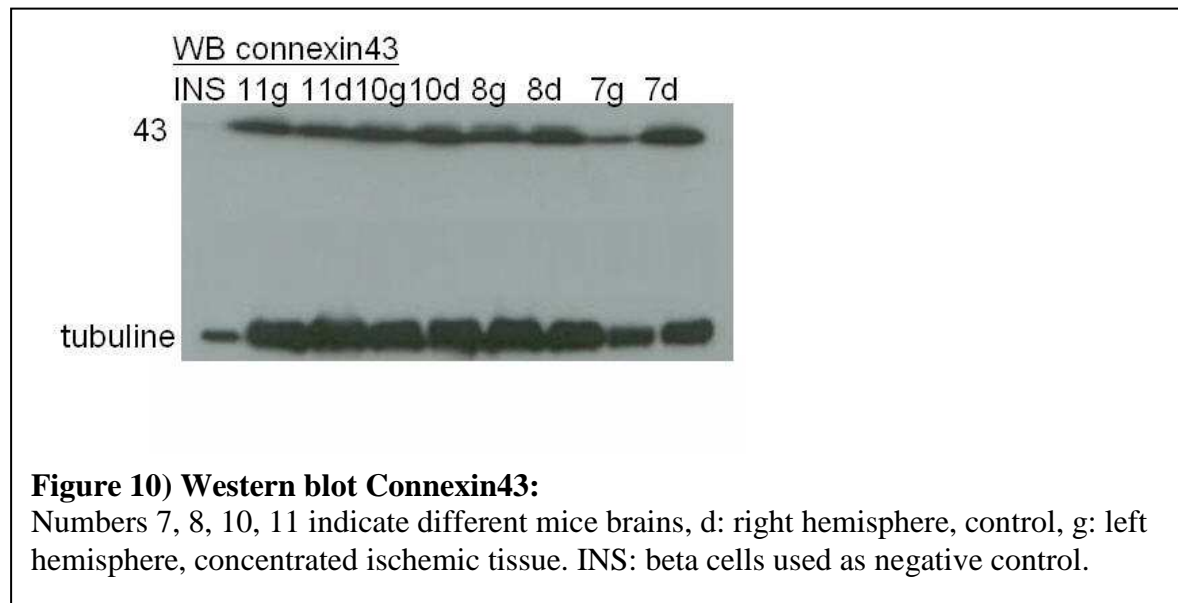 WB connexin43
INS 11g 11d10g10d 8g 8d 7g 7d
43
tubuline
Figure 10) Western blot Connexin43:
Numbers 7, 8, 10, 11 indicate different mice brains, d: right hemisphere, control, g: left
hemisphere, concentrated ischemic tissue. INS: beta cells used as negative control.